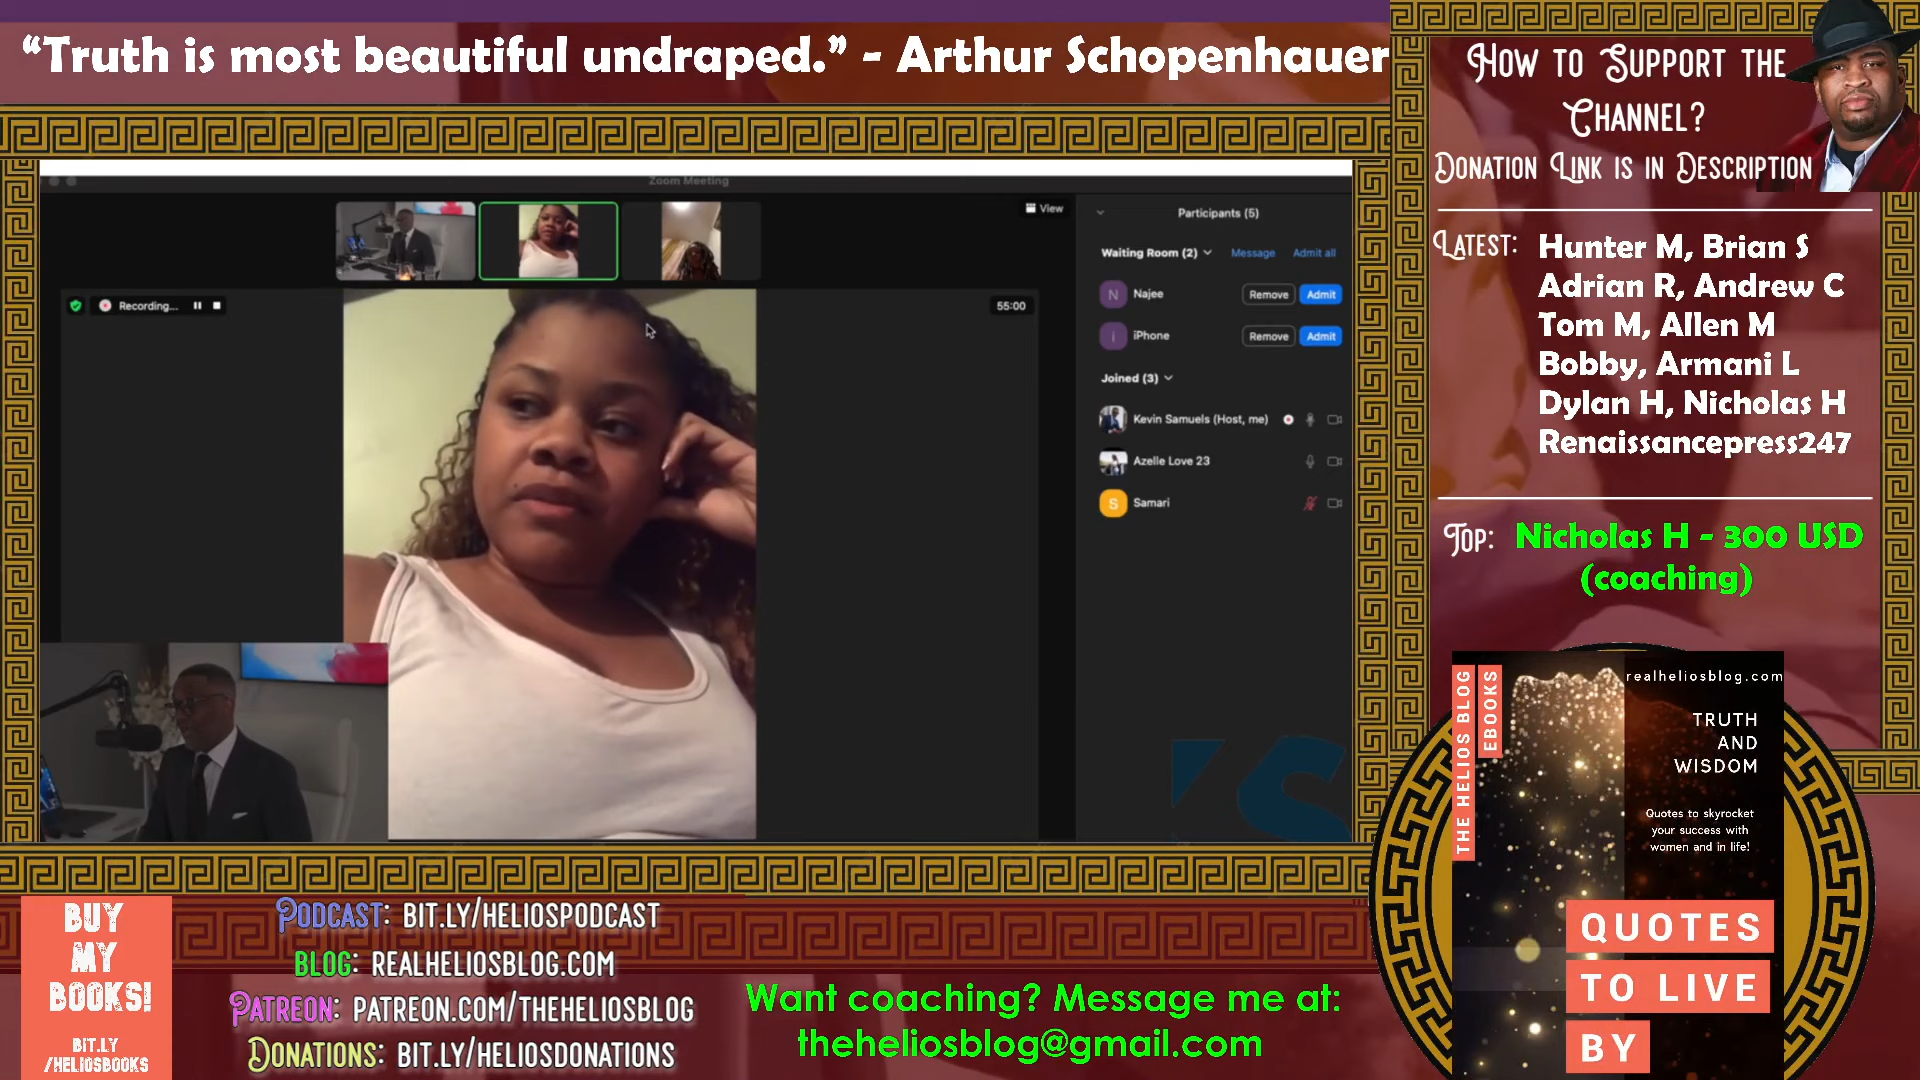 “Truth is most beautiful undraped.” - Arthur Schopenhauer
Zoom Meeting
View
Recording...
55:00
Participants (5)
Waiting Room (2)
Message
Admit all
N
Najee
Remove
Admit
i
iPhone
Remove
Admit
Joined (3)
Kevin Samuels (Host, me)
Azelle Love 23
S
Samari
How to Support the
Channel?
Donation Link is in Description
Latest:
Hunter M, Brian S
Adrian R, Andrew C
Tom M, Allen M
Bobby, Armani L
Dylan H, Nicholas H
Renaissancepress247
Top:
Nicholas H - 300 USD
(coaching)
THE HELIOS BLOG
EBOOKS
realheliosblog.com
TRUTH
AND
WISDOM
Quotes to skyrocket
your success with
women and in life!
QUOTES
TO LIVE
BY
BUY
MY
BOOKS!
BIT.LY
/HELIOSBOOKS
Podcast: bit.ly/heliospodcast
Blog: realheliosblog.com
Patreon: patreon.com/theheliosblog
Donations: bit.ly/heliosdonations
Want coaching? Message me at:
theheliosblog@gmail.com